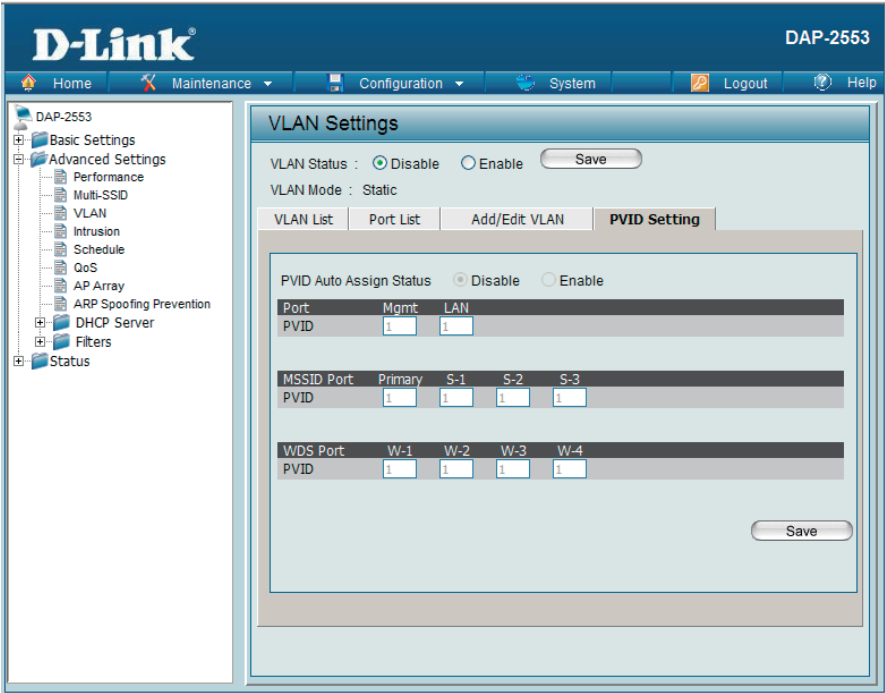 D-Link®
DAP-2553
Home Maintenance Configuration System Logout Help
DAP-2553
Basic Settings
Advanced Settings
Performance
Multi-SSID
VLAN
Intrusion
Schedule
QoS
AP Array
ARP Spoofing Prevention
DHCP Server
Filters
Status
VLAN Settings
VLAN Status : Disable Enable Save
VLAN Mode : Static
VLAN List Port List Add/Edit VLAN PVID Setting
PVID Auto Assign Status Disable Enable
Port Mgmt LAN
PVID 1 1
MSSID Port Primary S-1 S-2 S-3
PVID 1 1 1 1
WDS Port W-1 W-2 W-3 W-4
PVID 1 1 1 1
Save